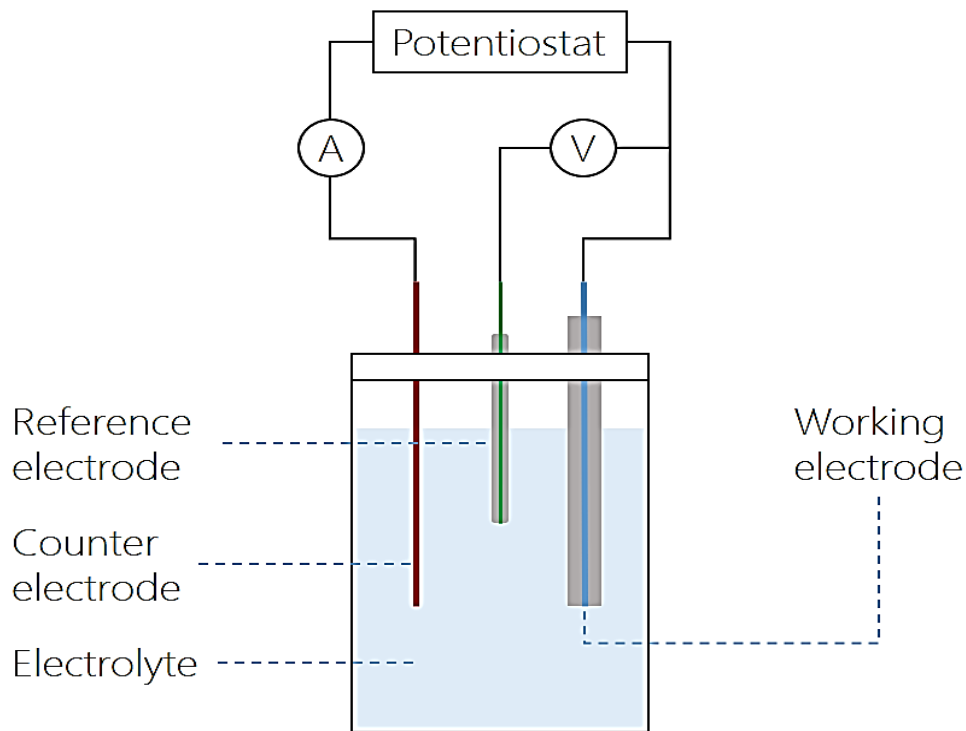 Potentiostat
A
V
Reference
electrode
Working
electrode
Counter
electrode
Electrolyte